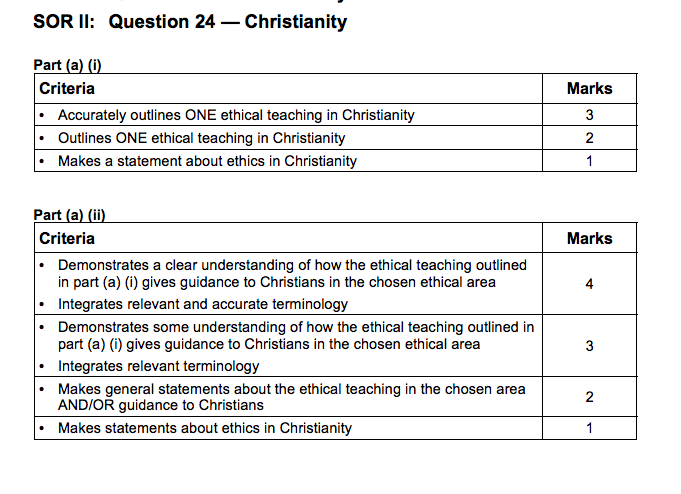 SOR II: Question 24 — Christianity
Part (a) (i)
Criteria Marks
• Accurately outlines ONE ethical teaching in Christianity 3
• Outlines ONE ethical teaching in Christianity 2
• Makes a statement about ethics in Christianity 1
Part (a) (ii)
Criteria Marks
• Demonstrates a clear understanding of how the ethical teaching outlined
in part (a) (i) gives guidance to Christians in the chosen ethical area
• Integrates relevant and accurate terminology
4
• Demonstrates some understanding of how the ethical teaching outlined in
part (a) (i) gives guidance to Christians in the chosen ethical area
• Integrates relevant terminology
3
• Makes general statements about the ethical teaching in the chosen area
AND/OR guidance to Christians
2
• Makes statements about ethics in Christianity 1